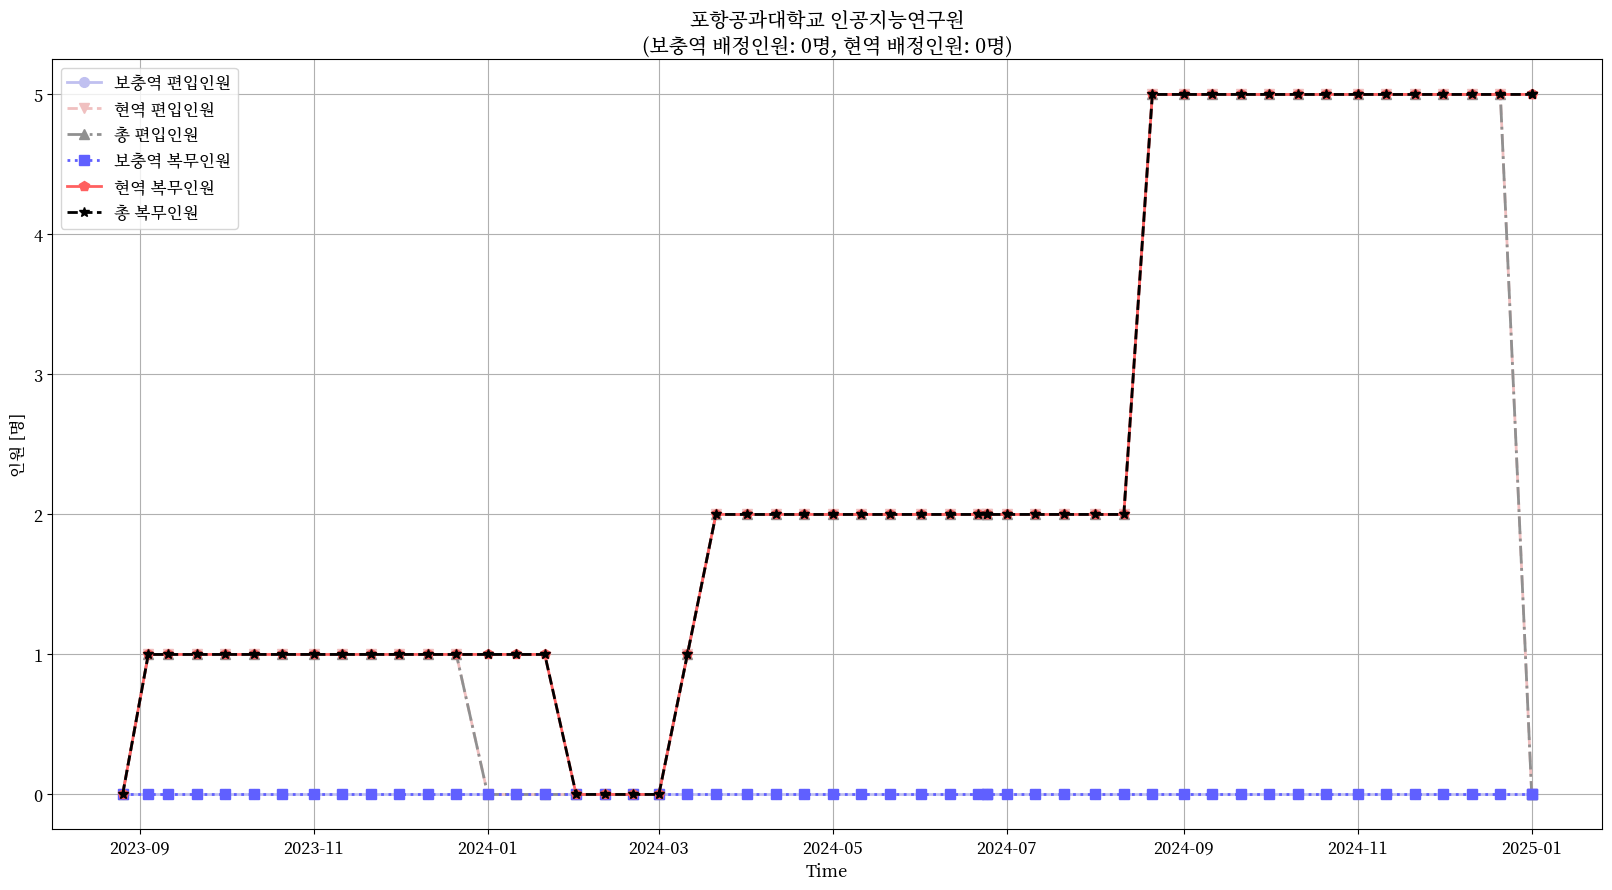 포항공과대학교 인공지능연구원
(보충역 배정인원: 0명, 현역 배정인원: 0명)
보충역 편입인원
현역 편입인원
총 편입인원
보충역 복무인원
현역 복무인원
총 복무인원
5
4
3
2
1
0
인원 [명]
2023-09
2023-11
2024-01
2024-03
2024-05
2024-07
2024-09
2024-11
2025-01
Time